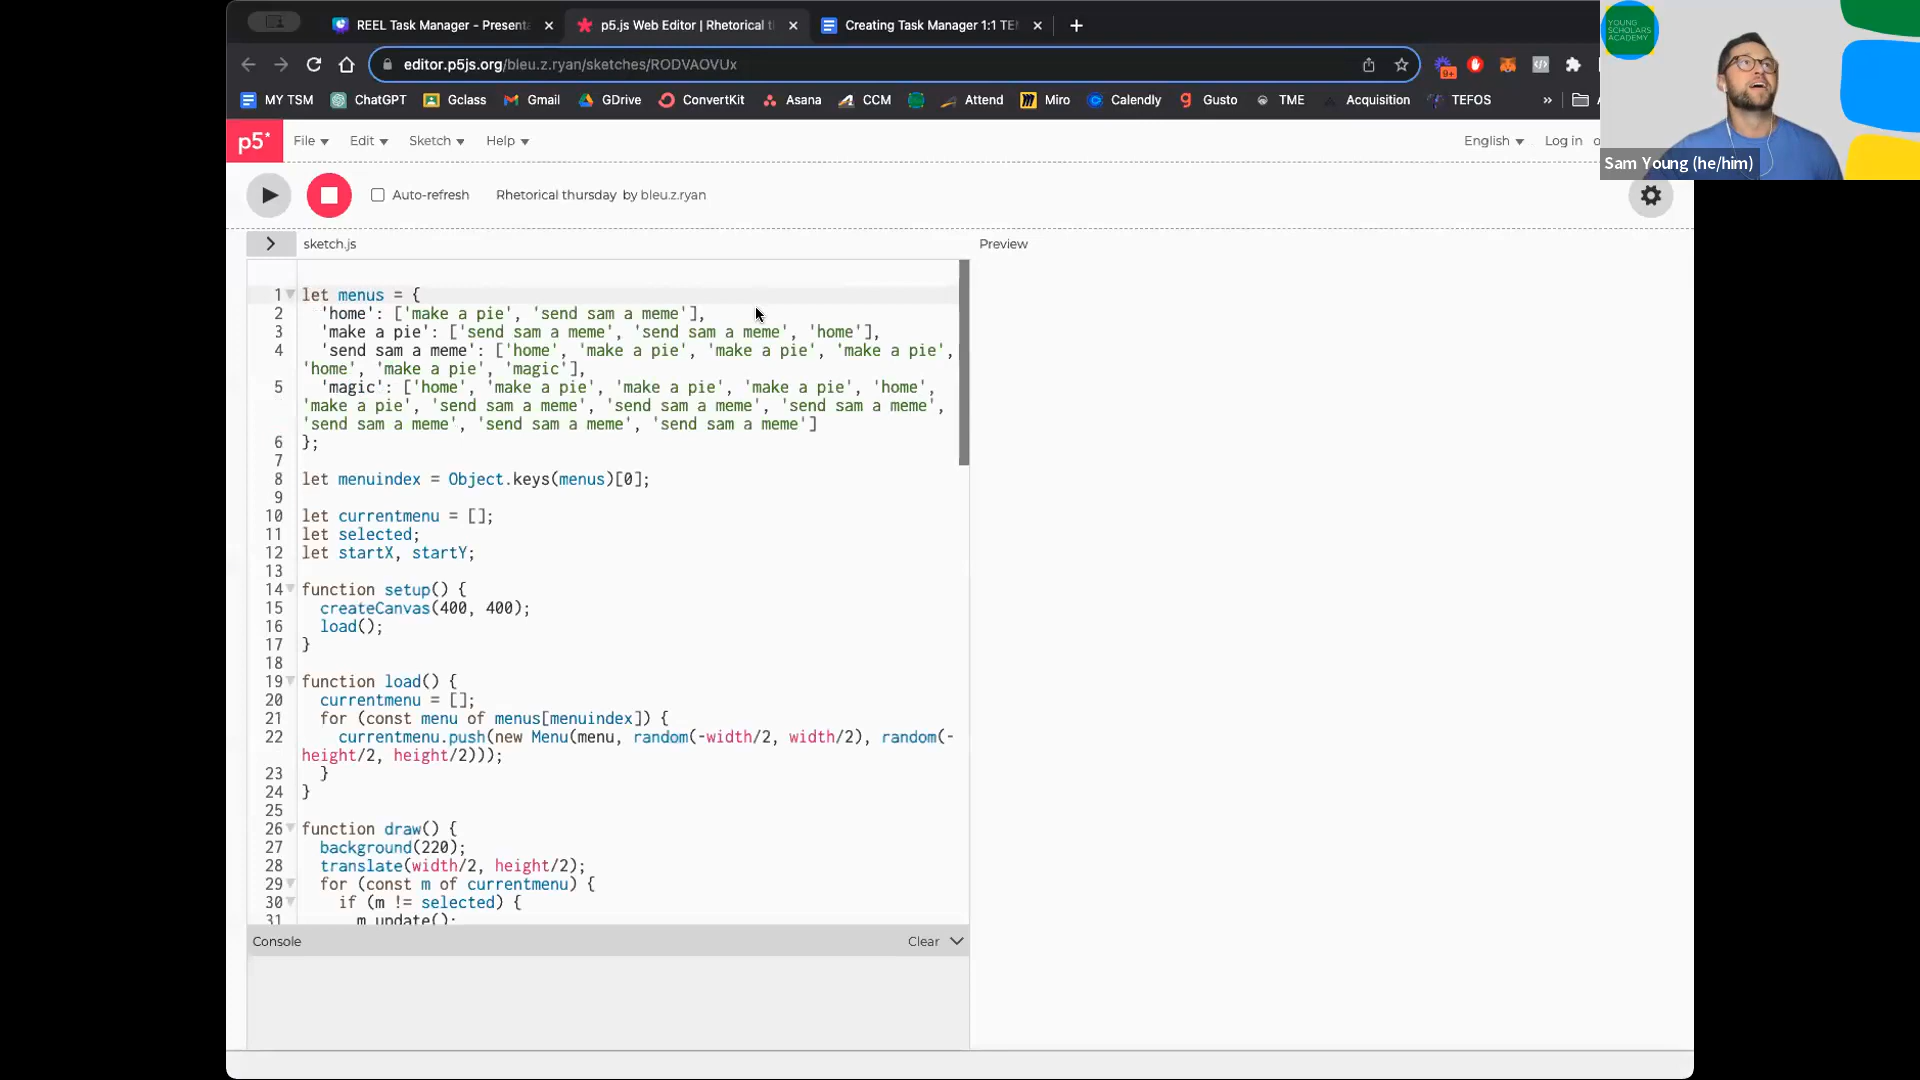 REEL Task Manager - Presenta
p5.js Web Editor | Rhetorical t
Creating Task Manager 1:1 TE
editor.p5js.org/bleu.z.ryan/sketches/RODVAOVUx
9+
MY TSM
ChatGPT
Gclass
Gmail
GDrive
ConvertKit
Asana
CCM
Attend
Miro
Calendly
Gusto
TME
Acquisition
TEFOS
»
YOUNG
SCHOLARS
ACADEMY
Sam Young (he/him)
p5*
File
Edit
Sketch
Help
English
Log in
Auto-refresh
Rhetorical thursday by bleu.z.ryan
sketch.js
Preview
1 let menus = {
2 'home': ['make a pie', 'send sam a meme'],
3 'make a pie': ['send sam a meme', 'send sam a meme', 'home'],
4 'send sam a meme': ['home', 'make a pie', 'make a pie', 'make a pie',
'home', 'make a pie', 'magic'],
5 'magic': ['home', 'make a pie', 'make a pie', 'make a pie', 'home',
'make a pie', 'send sam a meme', 'send sam a meme', 'send sam a meme',
'send sam a meme', 'send sam a meme', 'send sam a meme']
6 };
7
8 let menuindex = Object.keys(menus)[0];
9
10 let currentmenu = [];
11 let selected;
12 let startX, startY;
13
14 function setup() {
15 createCanvas(400, 400);
16 load();
17 }
18
19 function load() {
20 currentmenu = [];
21 for (const menu of menus[menuindex]) {
22 currentmenu.push(new Menu(menu, random(-width/2, width/2), random(-
height/2, height/2)));
23 }
24 }
25
26 function draw() {
27 background(220);
28 translate(width/2, height/2);
29 for (const m of currentmenu) {
30 if (m != selected) {
31 m.update();
Console
Clear